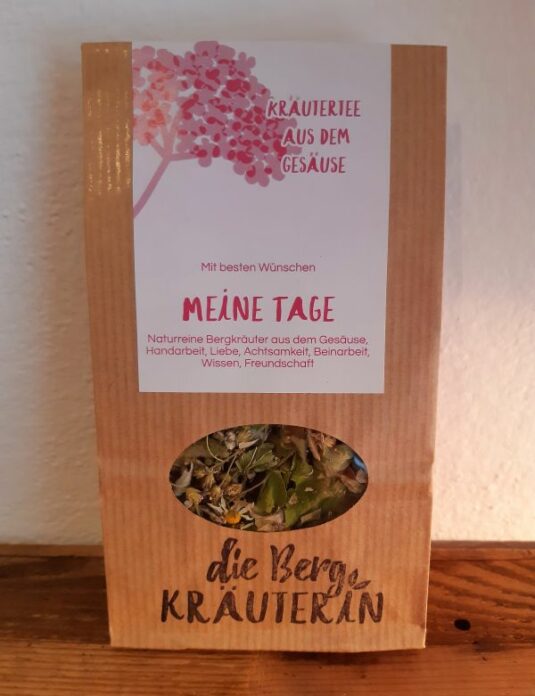 KRÄUTERTEE
AUS DEM
GESÄUSE
Mit besten Wünschen
MEINE TAGE
Naturreine Bergkräuter aus dem Gesäuse,
Handarbeit, Liebe, Achtsamkeit, Beinarbeit,
Wissen, Freundschaft
die Berg
KRÄUTERIN